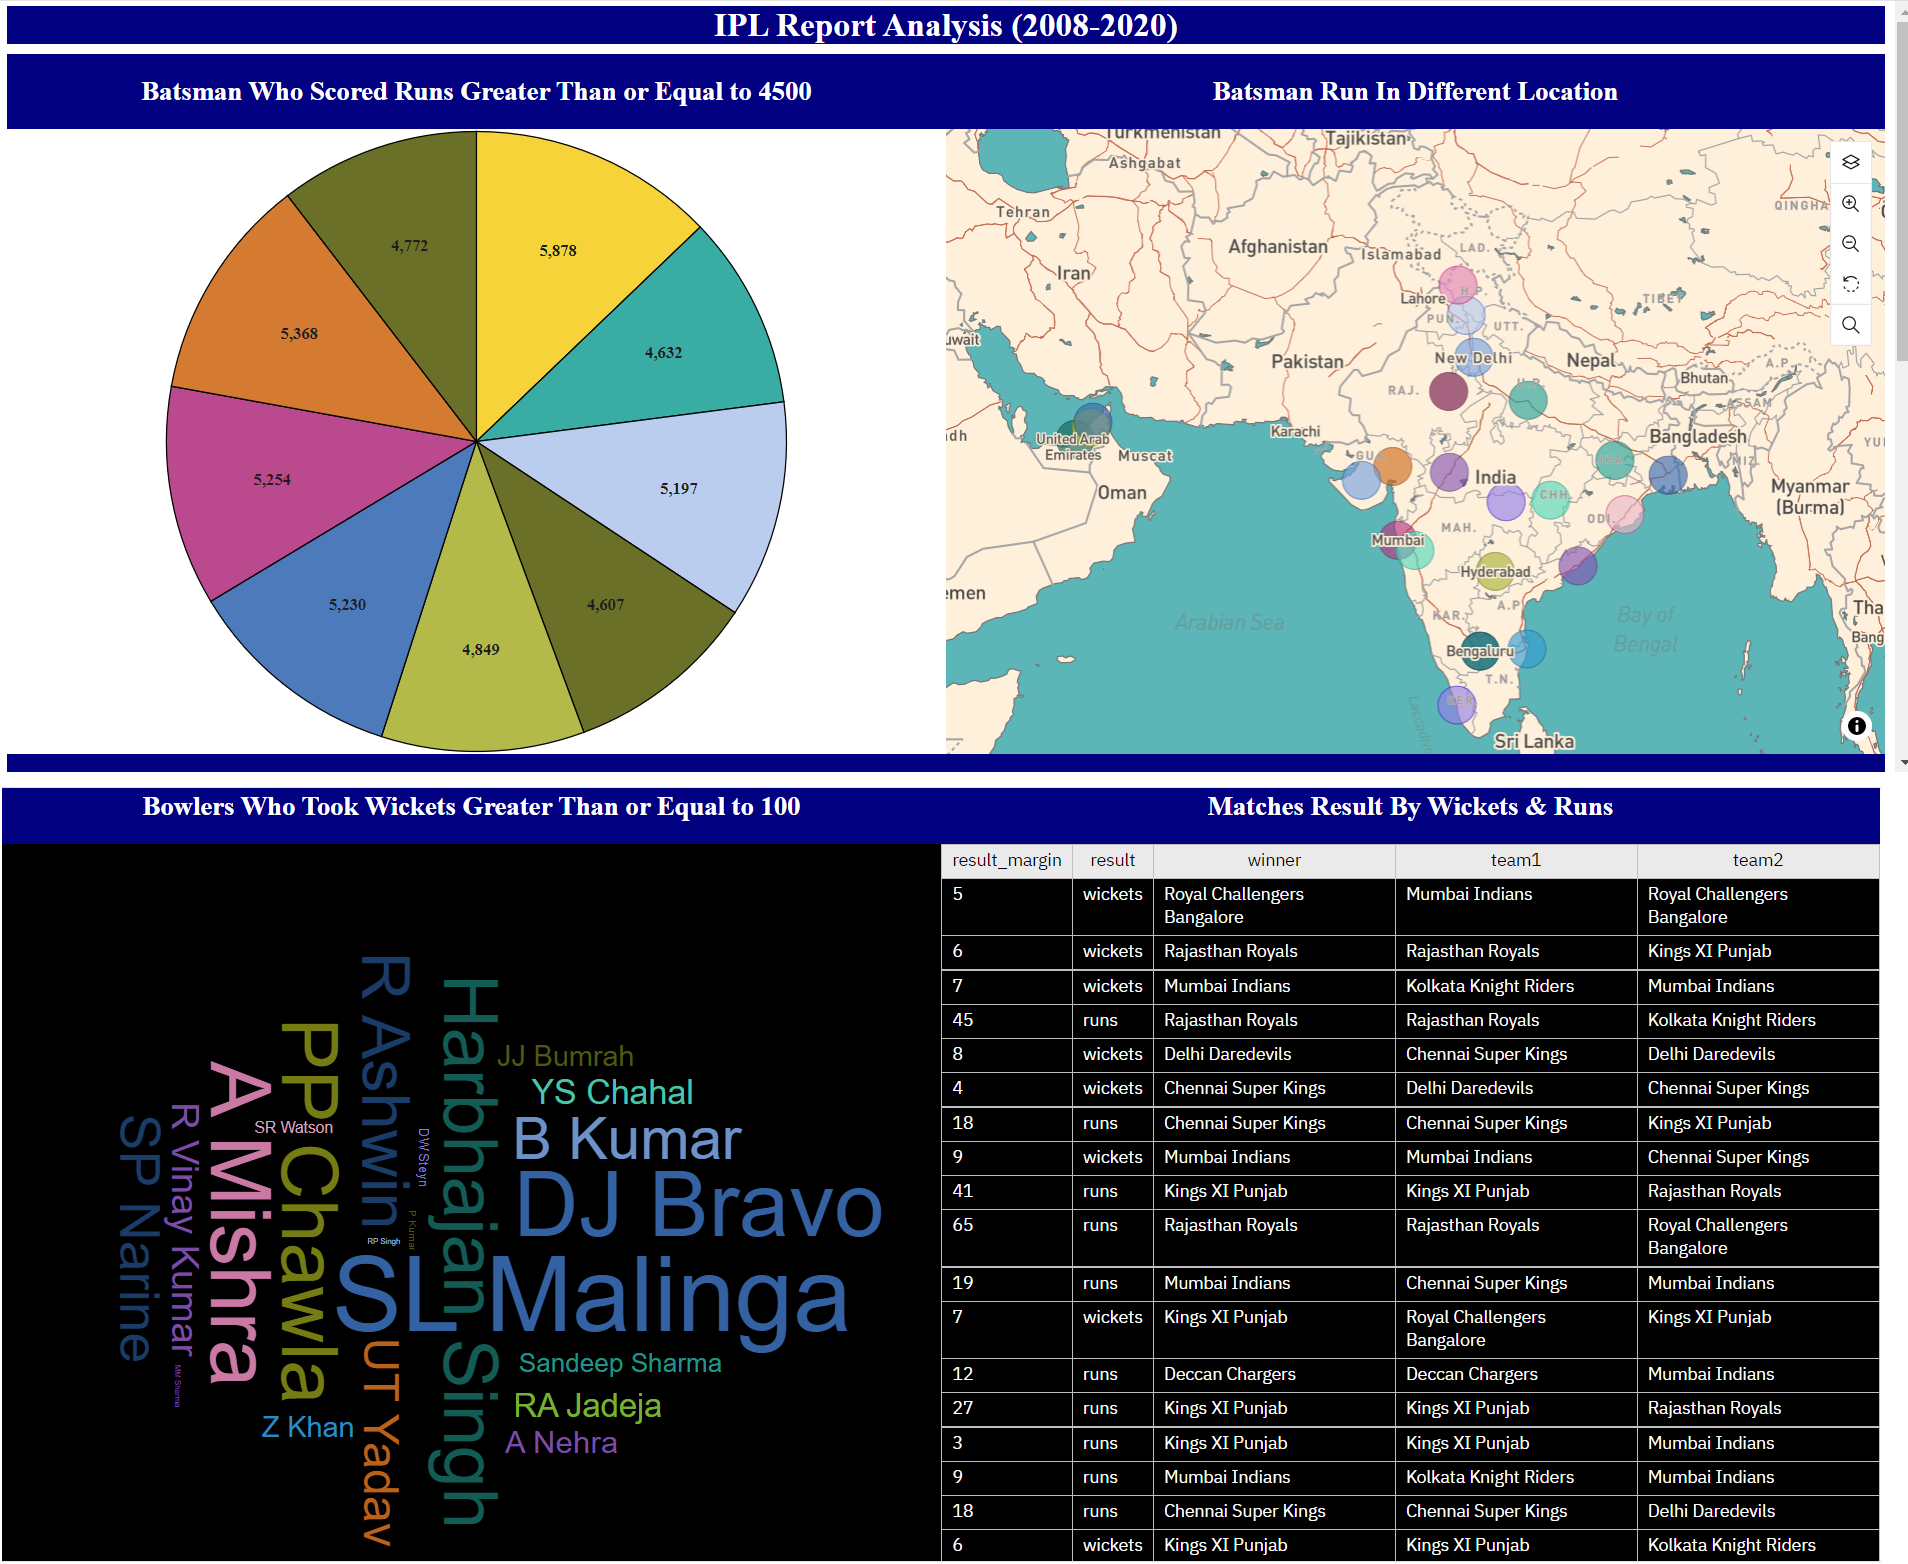 IPL Report Analysis (2008-2020)
Batsman Who Scored Runs Greater Than or Equal to 4500
Batsman Run In Different Location
4,772
5,878
5,368
4,632
5,254
5,197
5,230
4,607
4,849
Turkmenistan
Tajikistan
Ashgabat
Tehran
QINGHA
Afghanistan
LAD.
Islamabad
Iran
H.P.
Lahore
TIBET
PUN.
UTT.
uwait
New Delhi
Nepal
Pakistan
A.P.
Bhutan
RAJ.
U.P.
ASSAM
Karachi
Bangladesh
dh
United Arab
Emirates
Muscat
GU
YU
JHA.
MIZ.
India
Oman
CHH.
Myanmar
(Burma)
MAH.
ODI.
Mumbai
Hyderabad
emen
A.P
KAR.
Tha
Arabian Sea
Bay of
Bengal
Bang
Bengaluru
T.N.
KER.
Laccadive
Sri Lanka
Bowlers Who Took Wickets Greater Than or Equal to 100
Matches Result By Wickets & Runs
R Ashwin
Harbhajan Singh
PP Chawla
JJ Bumrah
A Mishra
YS Chahal
R Vinay Kumar
SP Narine
SR Watson
B Kumar
DW Steyn
DJ Bravo
P Kumar
RP Singh
SL Malinga
UT Yadav
Sandeep Sharma
MM Sharma
RA Jadeja
Z Khan
A Nehra
result_margin result winner team1 team2
5 wickets Royal Challengers Bangalore Mumbai Indians Royal Challengers Bangalore
6 wickets Rajasthan Royals Rajasthan Royals Kings XI Punjab
7 wickets Mumbai Indians Kolkata Knight Riders Mumbai Indians
45 runs Rajasthan Royals Rajasthan Royals Kolkata Knight Riders
8 wickets Delhi Daredevils Chennai Super Kings Delhi Daredevils
4 wickets Chennai Super Kings Delhi Daredevils Chennai Super Kings
18 runs Chennai Super Kings Chennai Super Kings Kings XI Punjab
9 wickets Mumbai Indians Mumbai Indians Chennai Super Kings
41 runs Kings XI Punjab Kings XI Punjab Rajasthan Royals
65 runs Rajasthan Royals Rajasthan Royals Royal Challengers Bangalore
19 runs Mumbai Indians Chennai Super Kings Mumbai Indians
7 wickets Kings XI Punjab Royal Challengers Bangalore Kings XI Punjab
12 runs Deccan Chargers Deccan Chargers Mumbai Indians
27 runs Kings XI Punjab Kings XI Punjab Rajasthan Royals
3 runs Kings XI Punjab Kings XI Punjab Mumbai Indians
9 runs Mumbai Indians Kolkata Knight Riders Mumbai Indians
18 runs Chennai Super Kings Chennai Super Kings Delhi Daredevils
6 wickets Kings XI Punjab Kings XI Punjab Kolkata Knight Riders